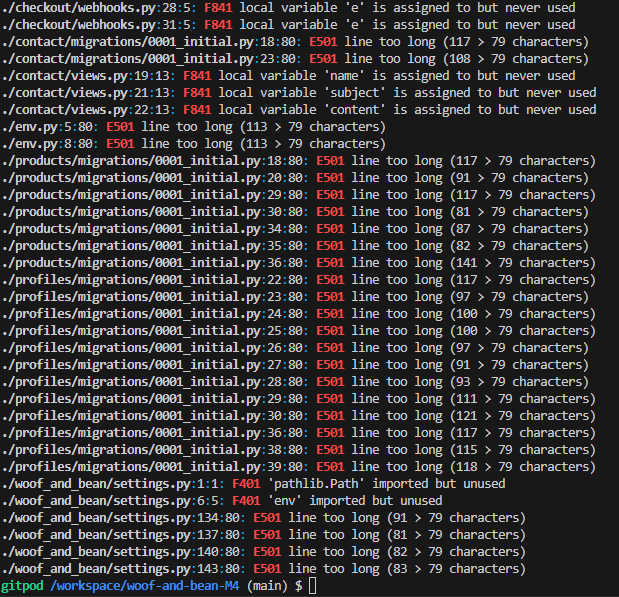 ./checkout/webhooks.py:28:5: F841 local variable 'e' is assigned to but never used
./checkout/webhooks.py:31:5: F841 local variable 'e' is assigned to but never used
./contact/migrations/0001_initial.py:18:80: E501 line too long (117 > 79 characters)
./contact/migrations/0001_initial.py:23:80: E501 line too long (108 > 79 characters)
./contact/views.py:19:13: F841 local variable 'name' is assigned to but never used
./contact/views.py:21:13: F841 local variable 'subject' is assigned to but never used
./contact/views.py:22:13: F841 local variable 'content' is assigned to but never used
./env.py:5:80: E501 line too long (113 > 79 characters)
./env.py:8:80: E501 line too long (113 > 79 characters)
./products/migrations/0001_initial.py:18:80: E501 line too long (117 > 79 characters)
./products/migrations/0001_initial.py:20:80: E501 line too long (91 > 79 characters)
./products/migrations/0001_initial.py:29:80: E501 line too long (117 > 79 characters)
./products/migrations/0001_initial.py:30:80: E501 line too long (81 > 79 characters)
./products/migrations/0001_initial.py:34:80: E501 line too long (87 > 79 characters)
./products/migrations/0001_initial.py:35:80: E501 line too long (82 > 79 characters)
./products/migrations/0001_initial.py:36:80: E501 line too long (141 > 79 characters)
./profiles/migrations/0001_initial.py:22:80: E501 line too long (117 > 79 characters)
./profiles/migrations/0001_initial.py:23:80: E501 line too long (97 > 79 characters)
./profiles/migrations/0001_initial.py:24:80: E501 line too long (100 > 79 characters)
./profiles/migrations/0001_initial.py:25:80: E501 line too long (100 > 79 characters)
./profiles/migrations/0001_initial.py:26:80: E501 line too long (97 > 79 characters)
./profiles/migrations/0001_initial.py:27:80: E501 line too long (91 > 79 characters)
./profiles/migrations/0001_initial.py:28:80: E501 line too long (93 > 79 characters)
./profiles/migrations/0001_initial.py:29:80: E501 line too long (111 > 79 characters)
./profiles/migrations/0001_initial.py:30:80: E501 line too long (121 > 79 characters)
./profiles/migrations/0001_initial.py:36:80: E501 line too long (117 > 79 characters)
./profiles/migrations/0001_initial.py:38:80: E501 line too long (115 > 79 characters)
./profiles/migrations/0001_initial.py:39:80: E501 line too long (118 > 79 characters)
./woof_and_bean/settings.py:1:1: F401 'pathlib.Path' imported but unused
./woof_and_bean/settings.py:6:5: F401 'env' imported but unused
./woof_and_bean/settings.py:134:80: E501 line too long (91 > 79 characters)
./woof_and_bean/settings.py:137:80: E501 line too long (81 > 79 characters)
./woof_and_bean/settings.py:140:80: E501 line too long (82 > 79 characters)
./woof_and_bean/settings.py:143:80: E501 line too long (83 > 79 characters)
gitpod /workspace/woof-and-bean-M4 (main) $